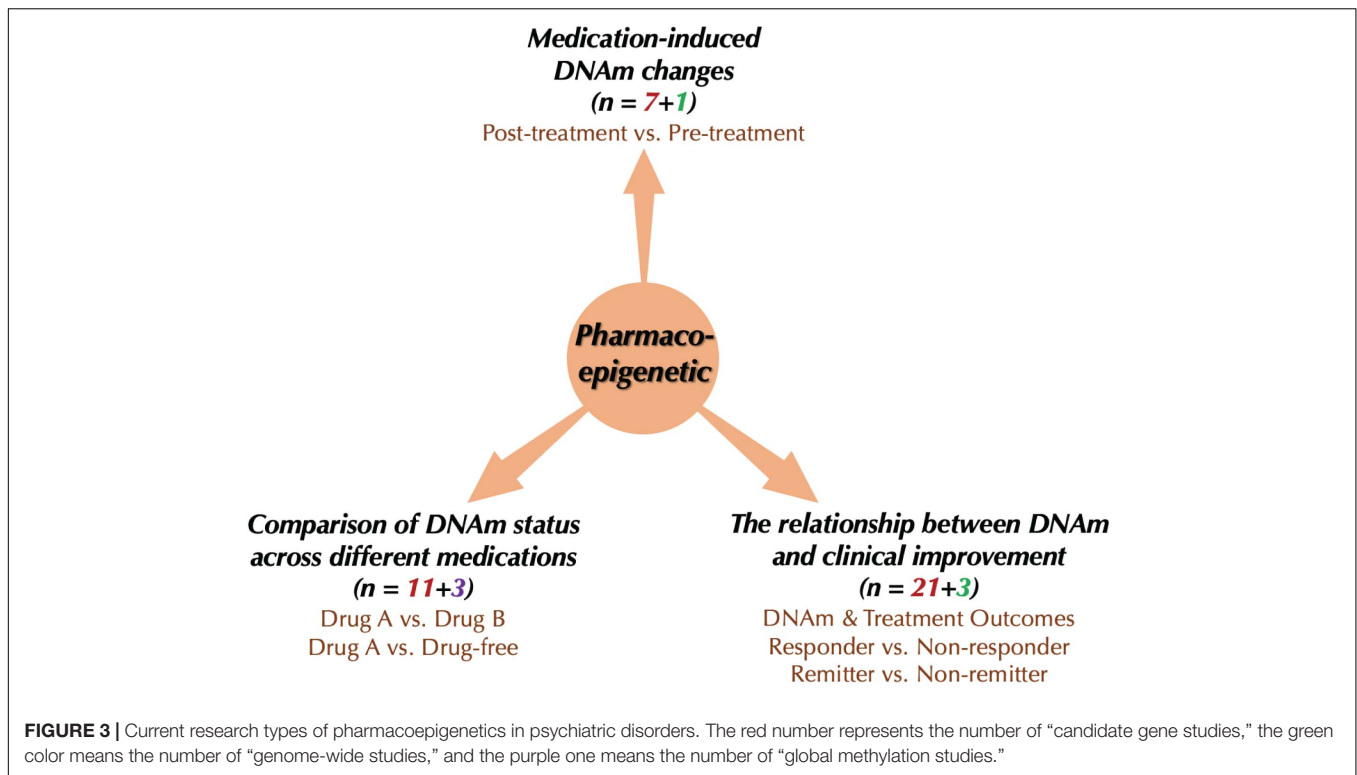 Medication-induced
DNAm changes
(n = 7+1)
Post-treatment vs. Pre-treatment
Pharmaco-
epigenetic
Comparison of DNAm status
across different medications
(n = 11+3)
Drug A vs. Drug B
Drug A vs. Drug-free
The relationship between DNAm
and clinical improvement
(n = 21+3)
DNAm & Treatment Outcomes
Responder vs. Non-responder
Remitter vs. Non-remitter
FIGURE 3 | Current research types of pharmacoepigenetics in psychiatric disorders. The red number represents the number of “candidate gene studies,” the green
color means the number of “genome-wide studies,” and the purple one means the number of “global methylation studies.”